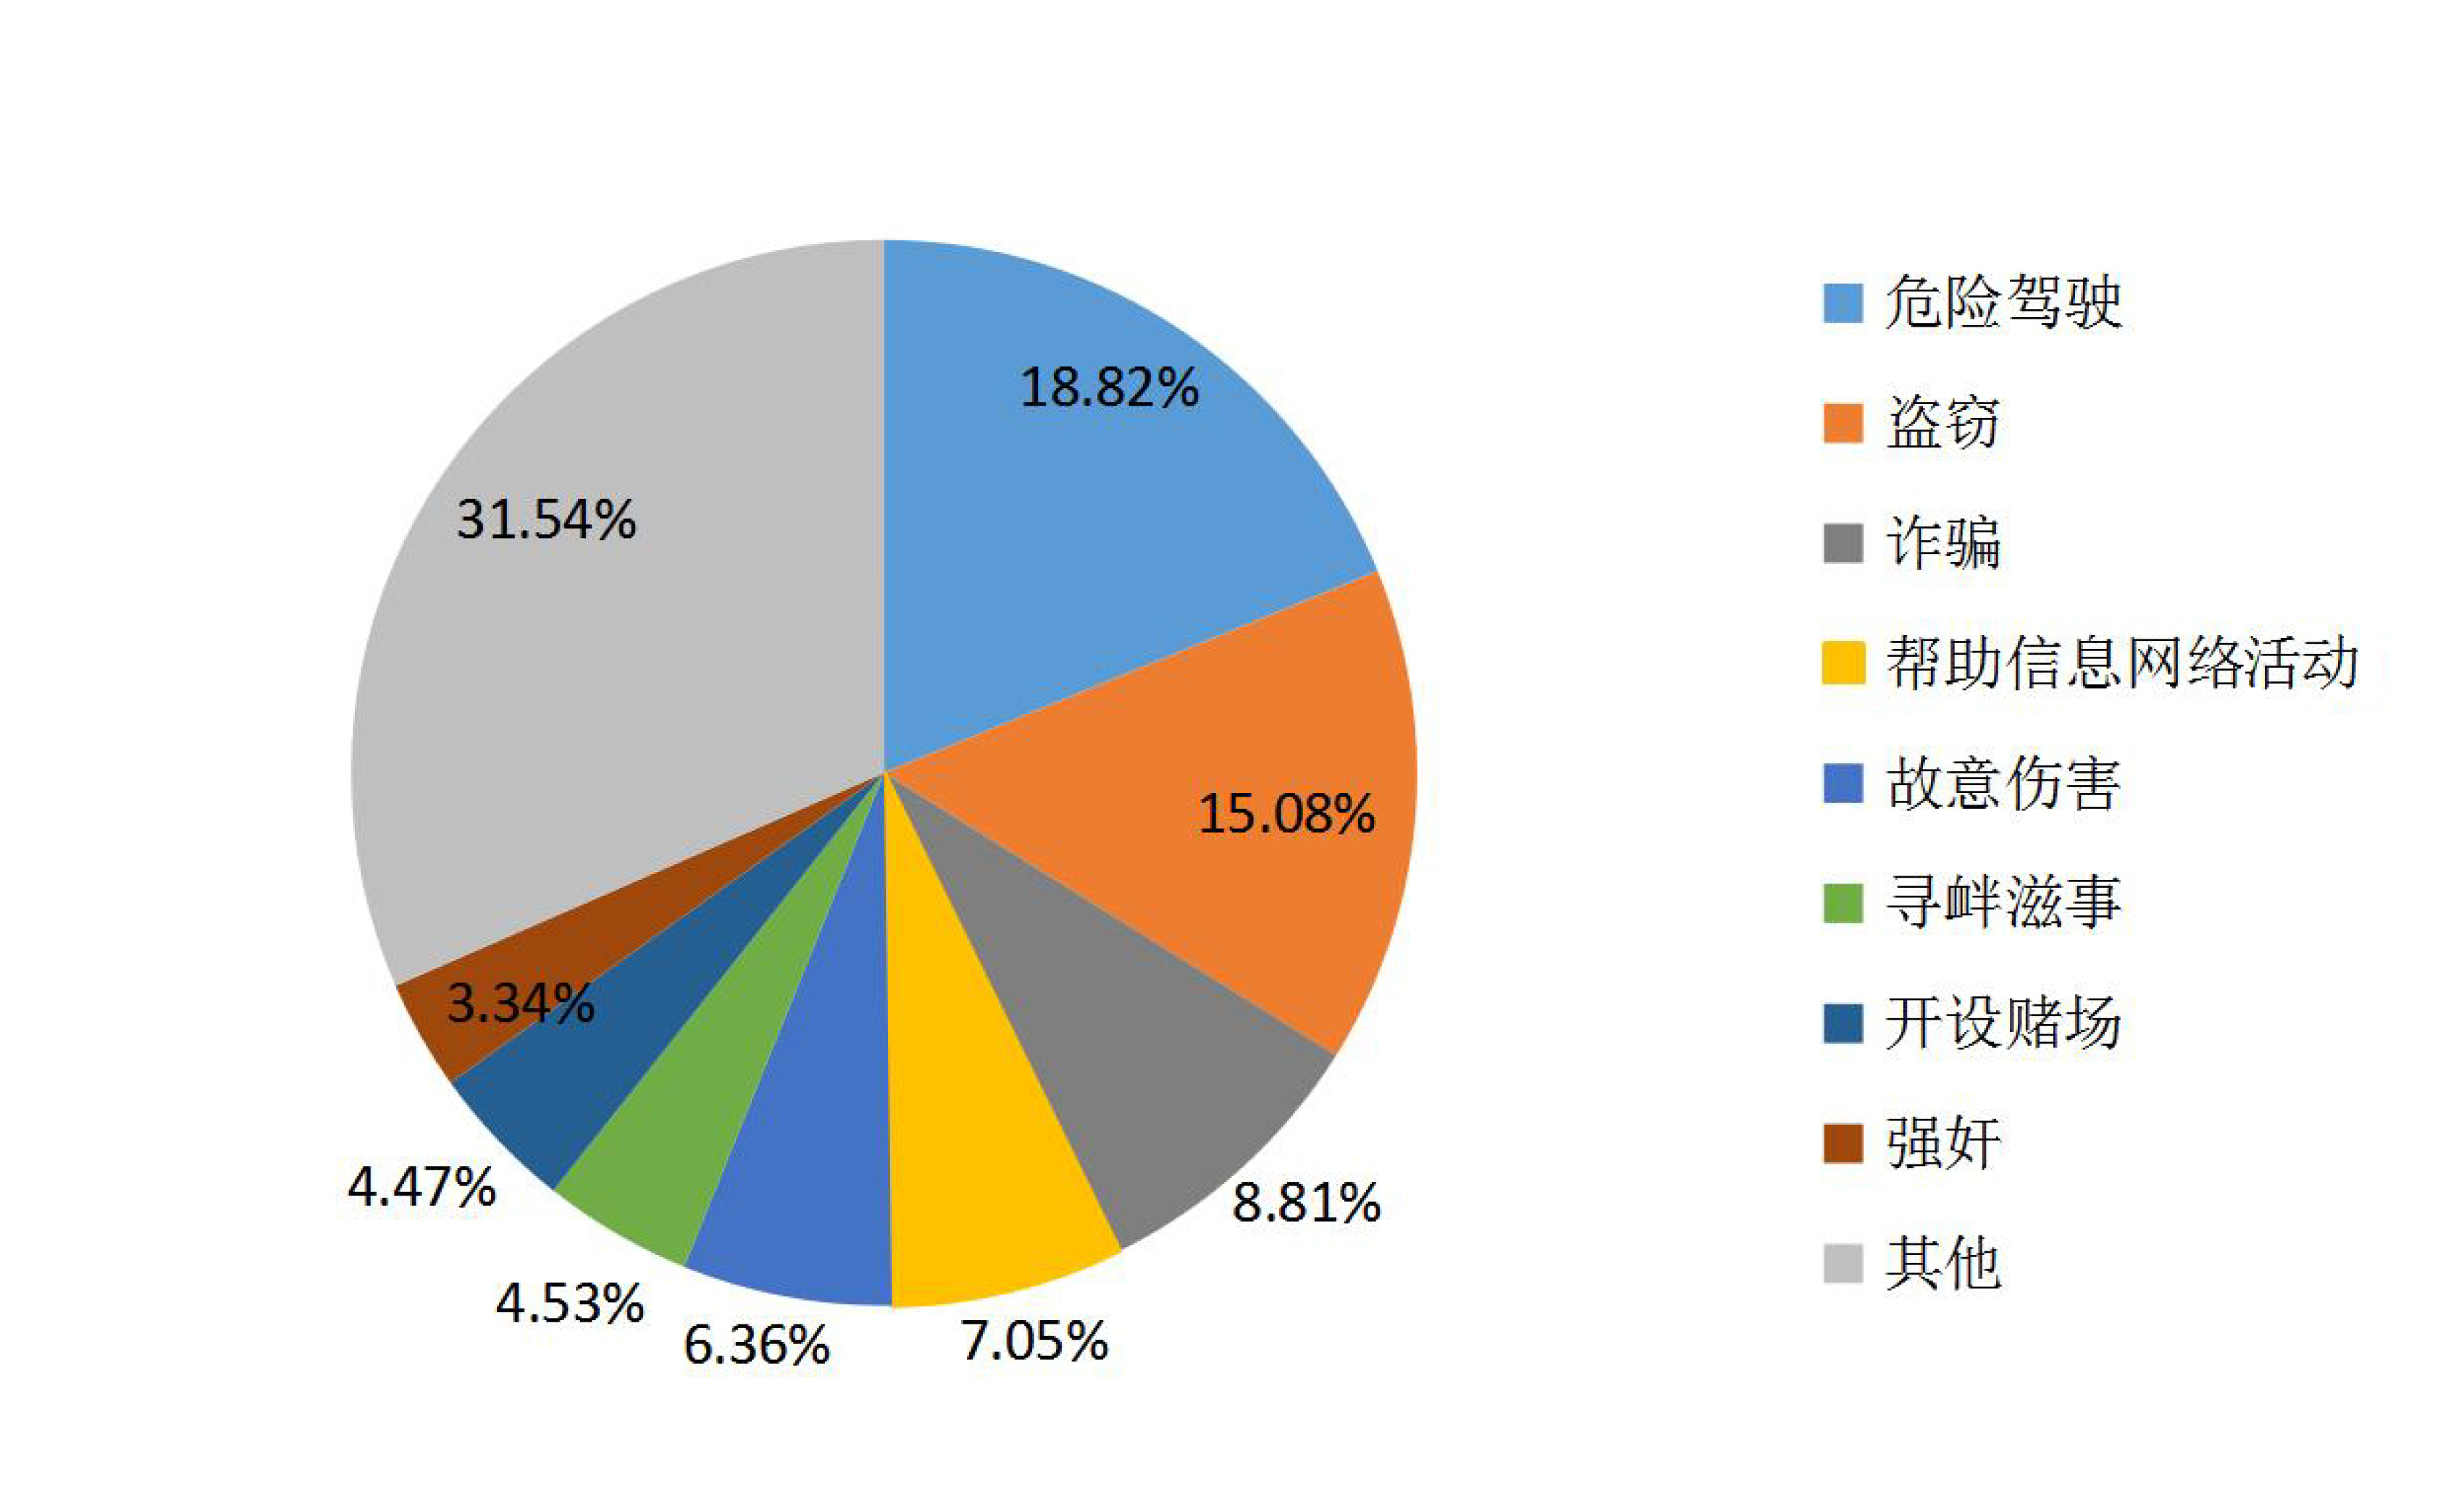 18.82%
31.54%
15.08%
3.34%
4.47%
8.81%
4.53%
6.36%
7.05%
危险驾驶
盗窃
诈骗
帮助信息网络活动
故意伤害
寻衅滋事
开设赌场
强奸
其他